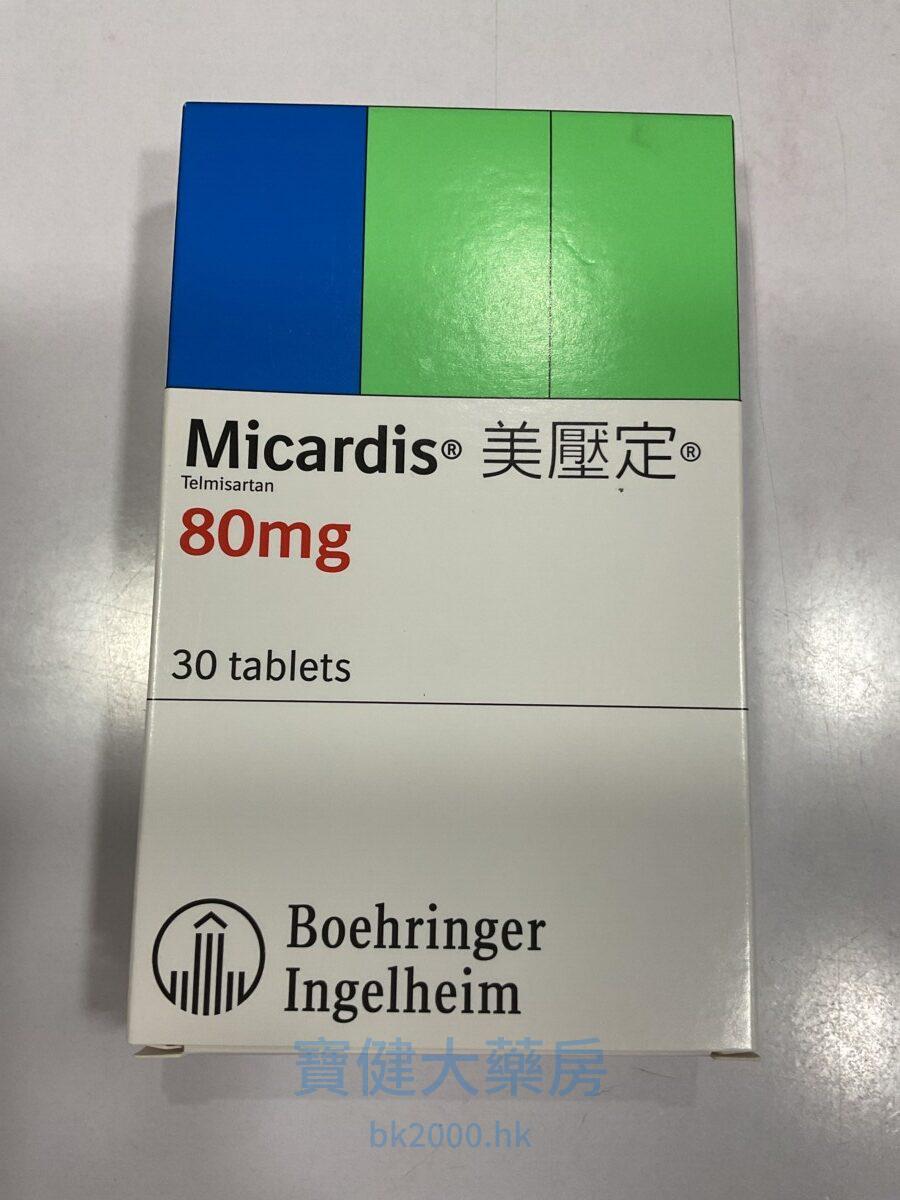 Micardis® 美壓定®
Telmisartan
80mg
30 tablets
Boehringer
Ingelheim
寶健大藥房
bk2000.hk